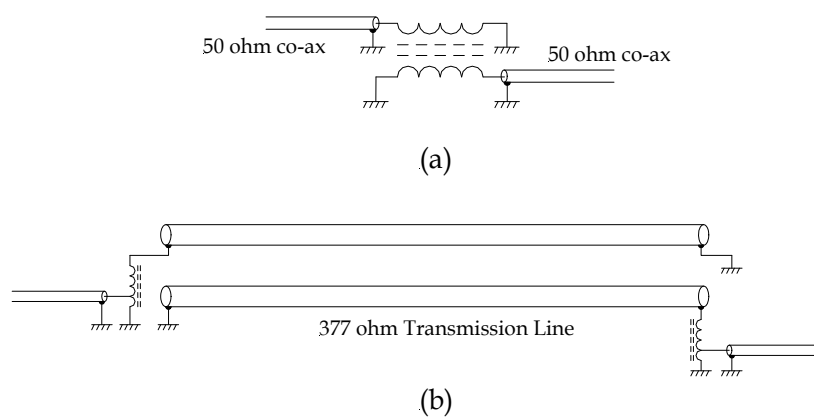 50 ohm co-ax
50 ohm co-ax
(a)
377 ohm Transmission Line
(b)